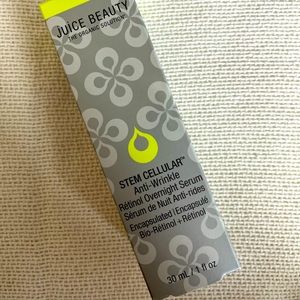 JUICE BEAUTY
THE ORGANIC SOLUTION®
STEM CELLULAR™
Anti-Wrinkle
Retinol Overnight Serum
Sérum de Nuit Anti-rides
Encapsulated | Encapsulé
Bio-Rétinol + Rétinol
30 mL / 1 fl oz